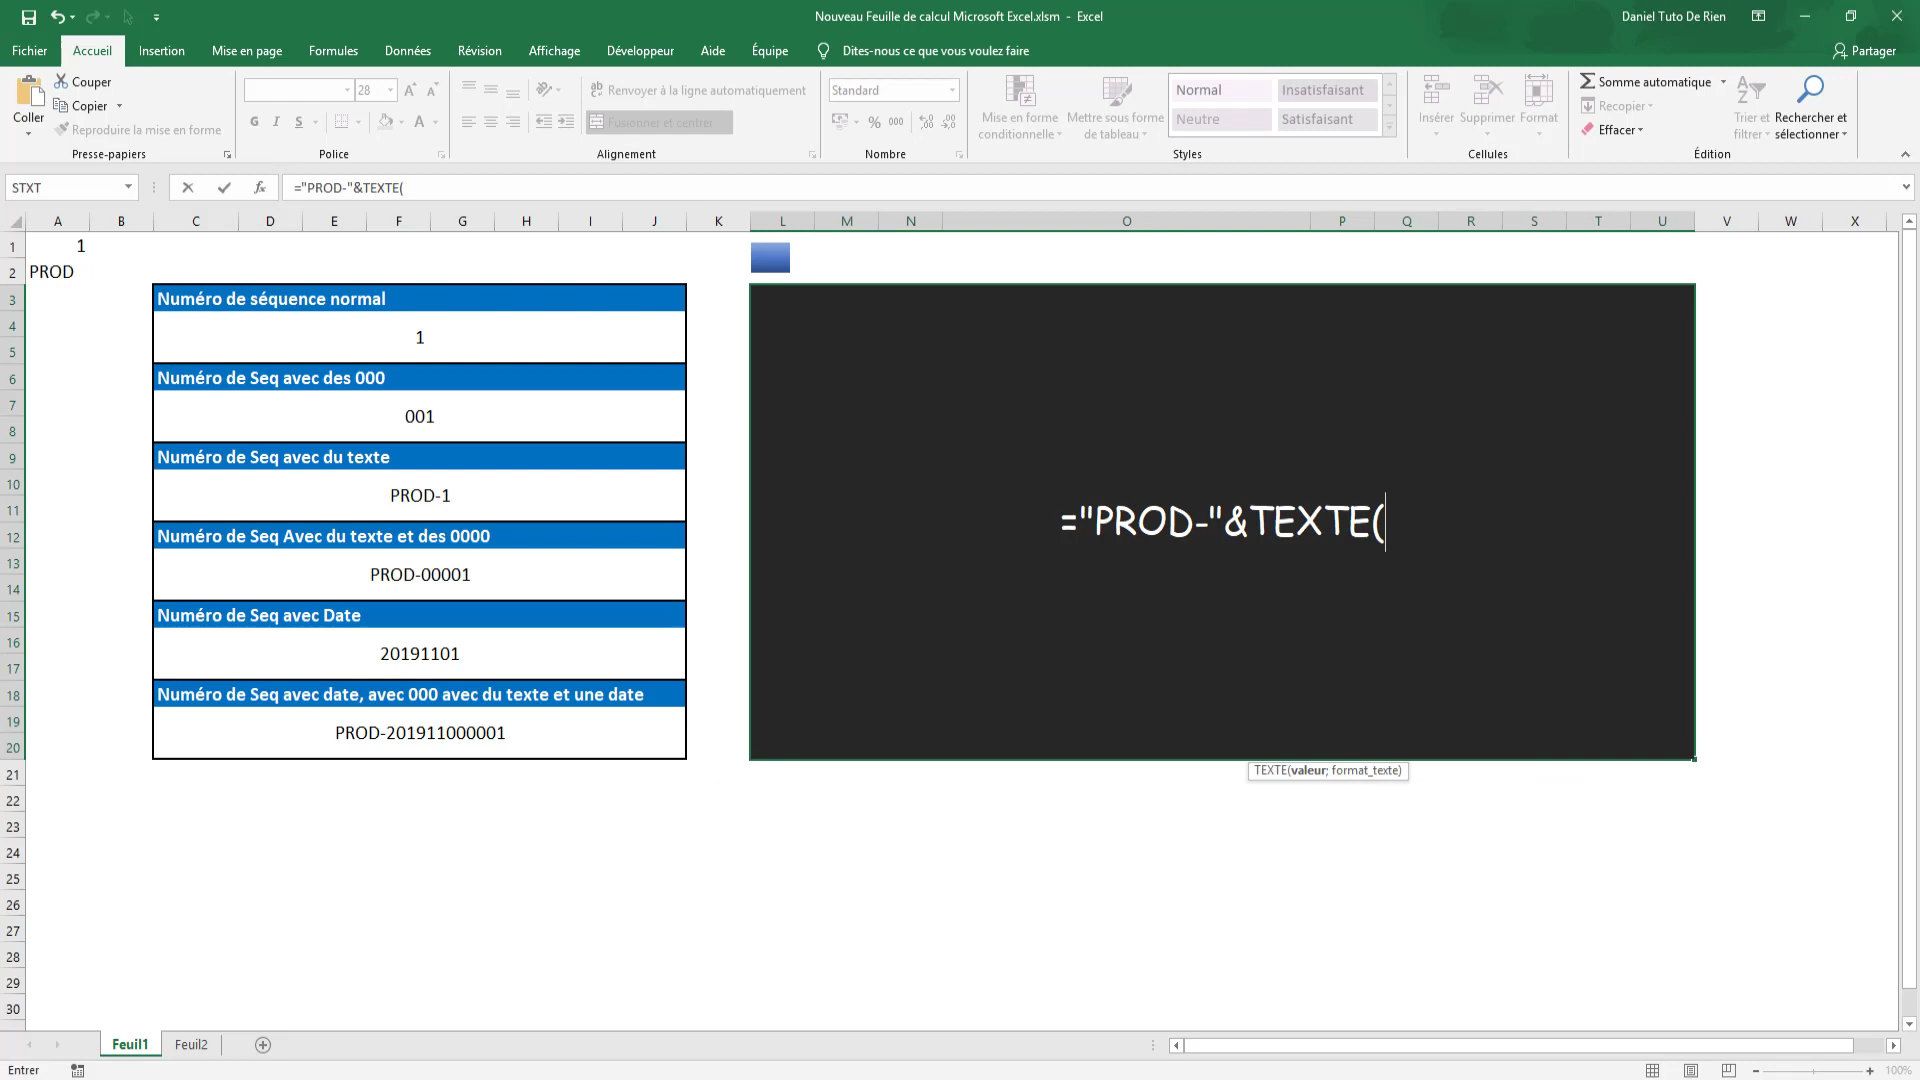 Nouveau Feuille de calcul Microsoft Excel.xlsm - Excel
Daniel Tuto De Rien
Fichier Accueil Insertion Mise en page Formules Données Révision Affichage Développeur Aide Équipe Dites-nous ce que vous voulez faire Partager
Coller
Couper
Copier
Reproduire la mise en forme
Presse-papiers
28
G I S
Police
Renvoyer à la ligne automatiquement
Fusionner et centrer
Alignement
Standard
% 000
Nombre
Mise en forme conditionnelle
Mettre sous forme de tableau
Normal
Insatisfaisant
Neutre
Satisfaisant
Styles
Insérer Supprimer Format
Cellules
Somme automatique
Recopier
Effacer
Trier et filtrer
Rechercher et sélectionner
Édition
STXT
fx
="PROD-"&TEXTE(
A B C D E F G H I J K L M N O P Q R S T U V W X
1
2
3
4
5
6
7
8
9
10
11
12
13
14
15
16
17
18
19
20
21
22
23
24
25
26
27
28
29
30
1
PROD
Numéro de séquence normal
1
Numéro de Seq avec des 000
001
Numéro de Seq avec du texte
PROD-1
Numéro de Seq Avec du texte et des 0000
PROD-00001
Numéro de Seq avec Date
20191101
Numéro de Seq avec date, avec 000 avec du texte et une date
PROD-201911000001
="PROD-"&TEXTE(
TEXTE(valeur; format_texte)
Feuil1 Feuil2
Entrer
100%